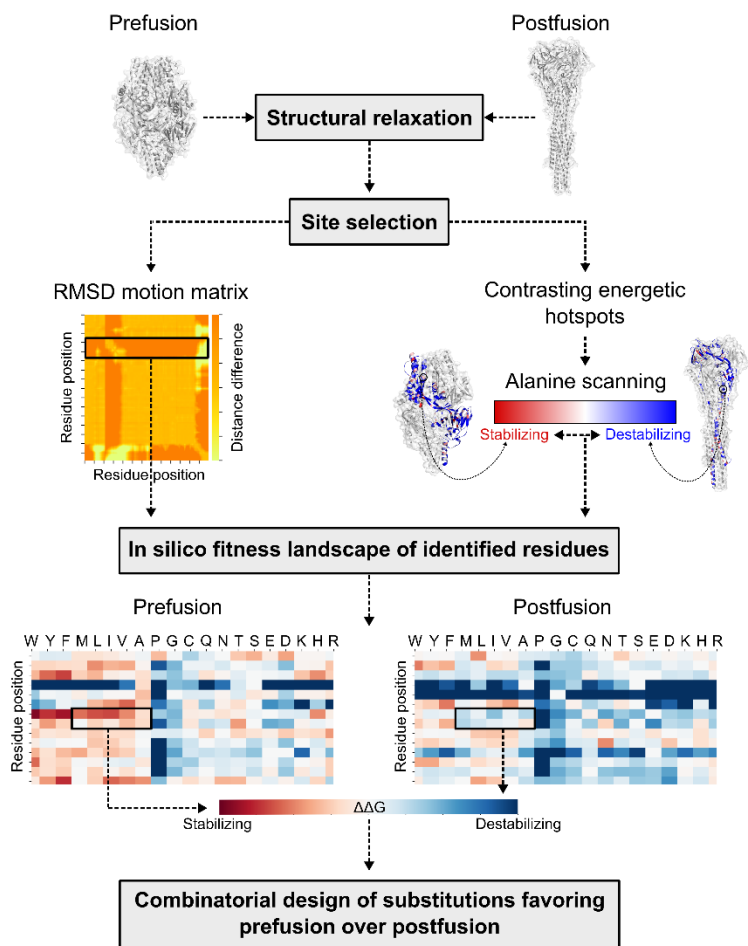 Prefusion
Postfusion
Structural relaxation
Site selection
RMSD motion matrix
Residue position
Distance difference
Residue position
Contrasting energetic
hotspots
Alanine scanning
Stabilizing
Destabilizing
In silico fitness landscape of identified residues
Prefusion
W Y F M L I V A P G C Q N T S E D K H R
Residue position
Postfusion
W Y F M L I V A P G C Q N T S E D K H R
Residue position
ΔΔG
Stabilizing
Destabilizing
Combinatorial design of substitutions favoring
prefusion over postfusion